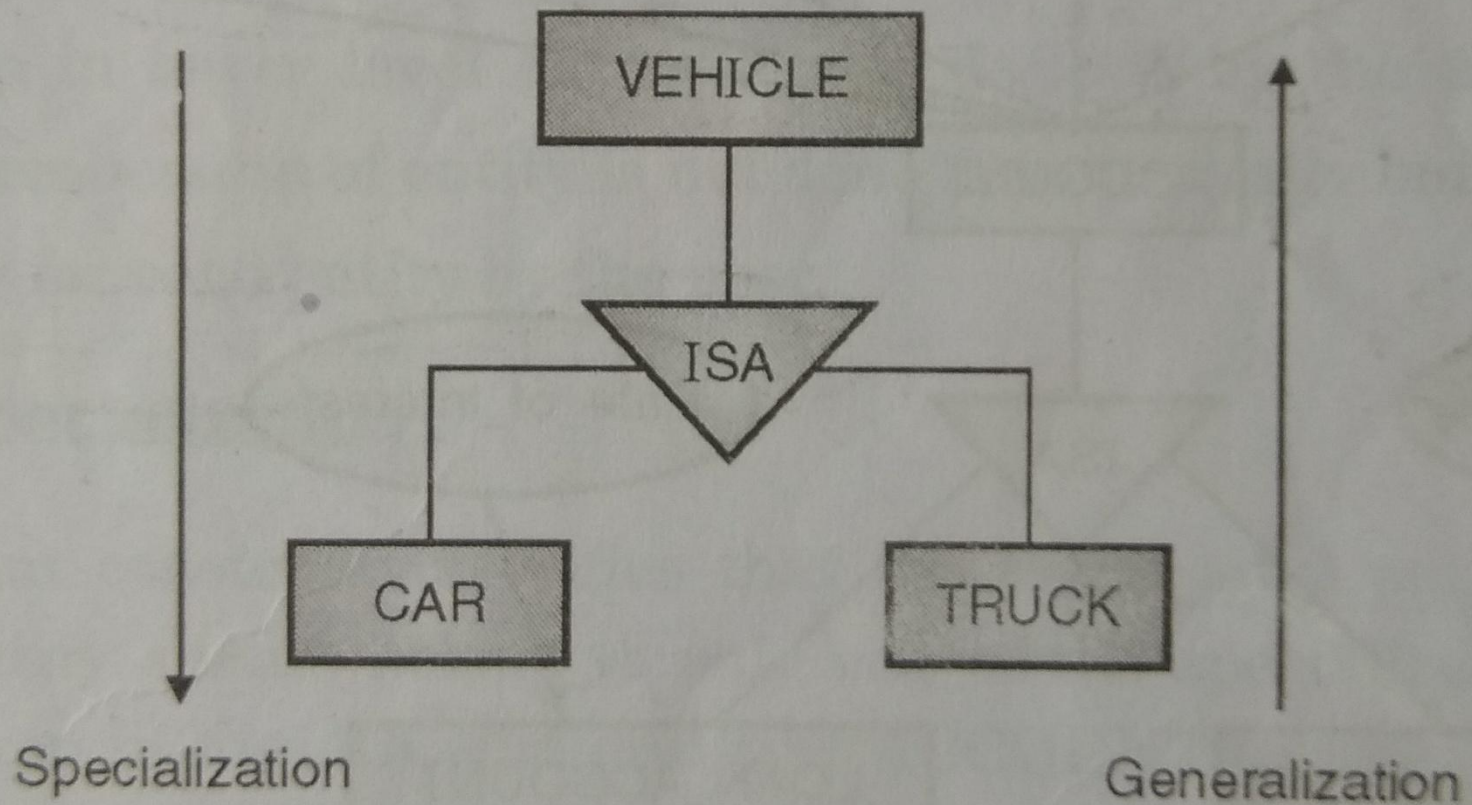 VEHICLE
ISA
CAR
TRUCK
Specialization
Generalization